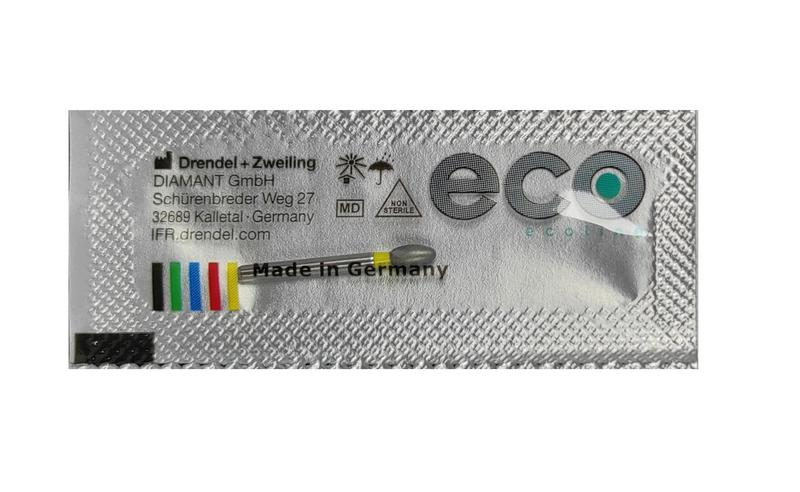 Drendel + Zweiling
DIAMANT GmbH
Schürenbreder Weg 27
32689 Kalletal · Germany
IFR.drendel.com
MD
NON
STERILE
eco
ecoline
Made in Germany